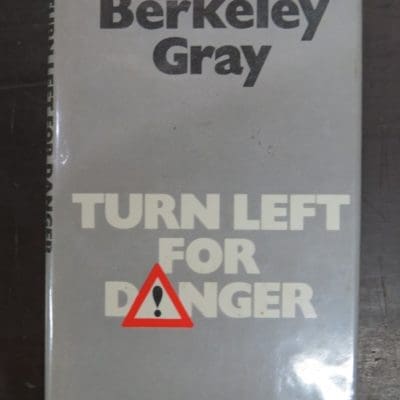 Berkeley
Gray
TURN LEFT
FOR
DANGER
TURN LEFT FOR DANGER